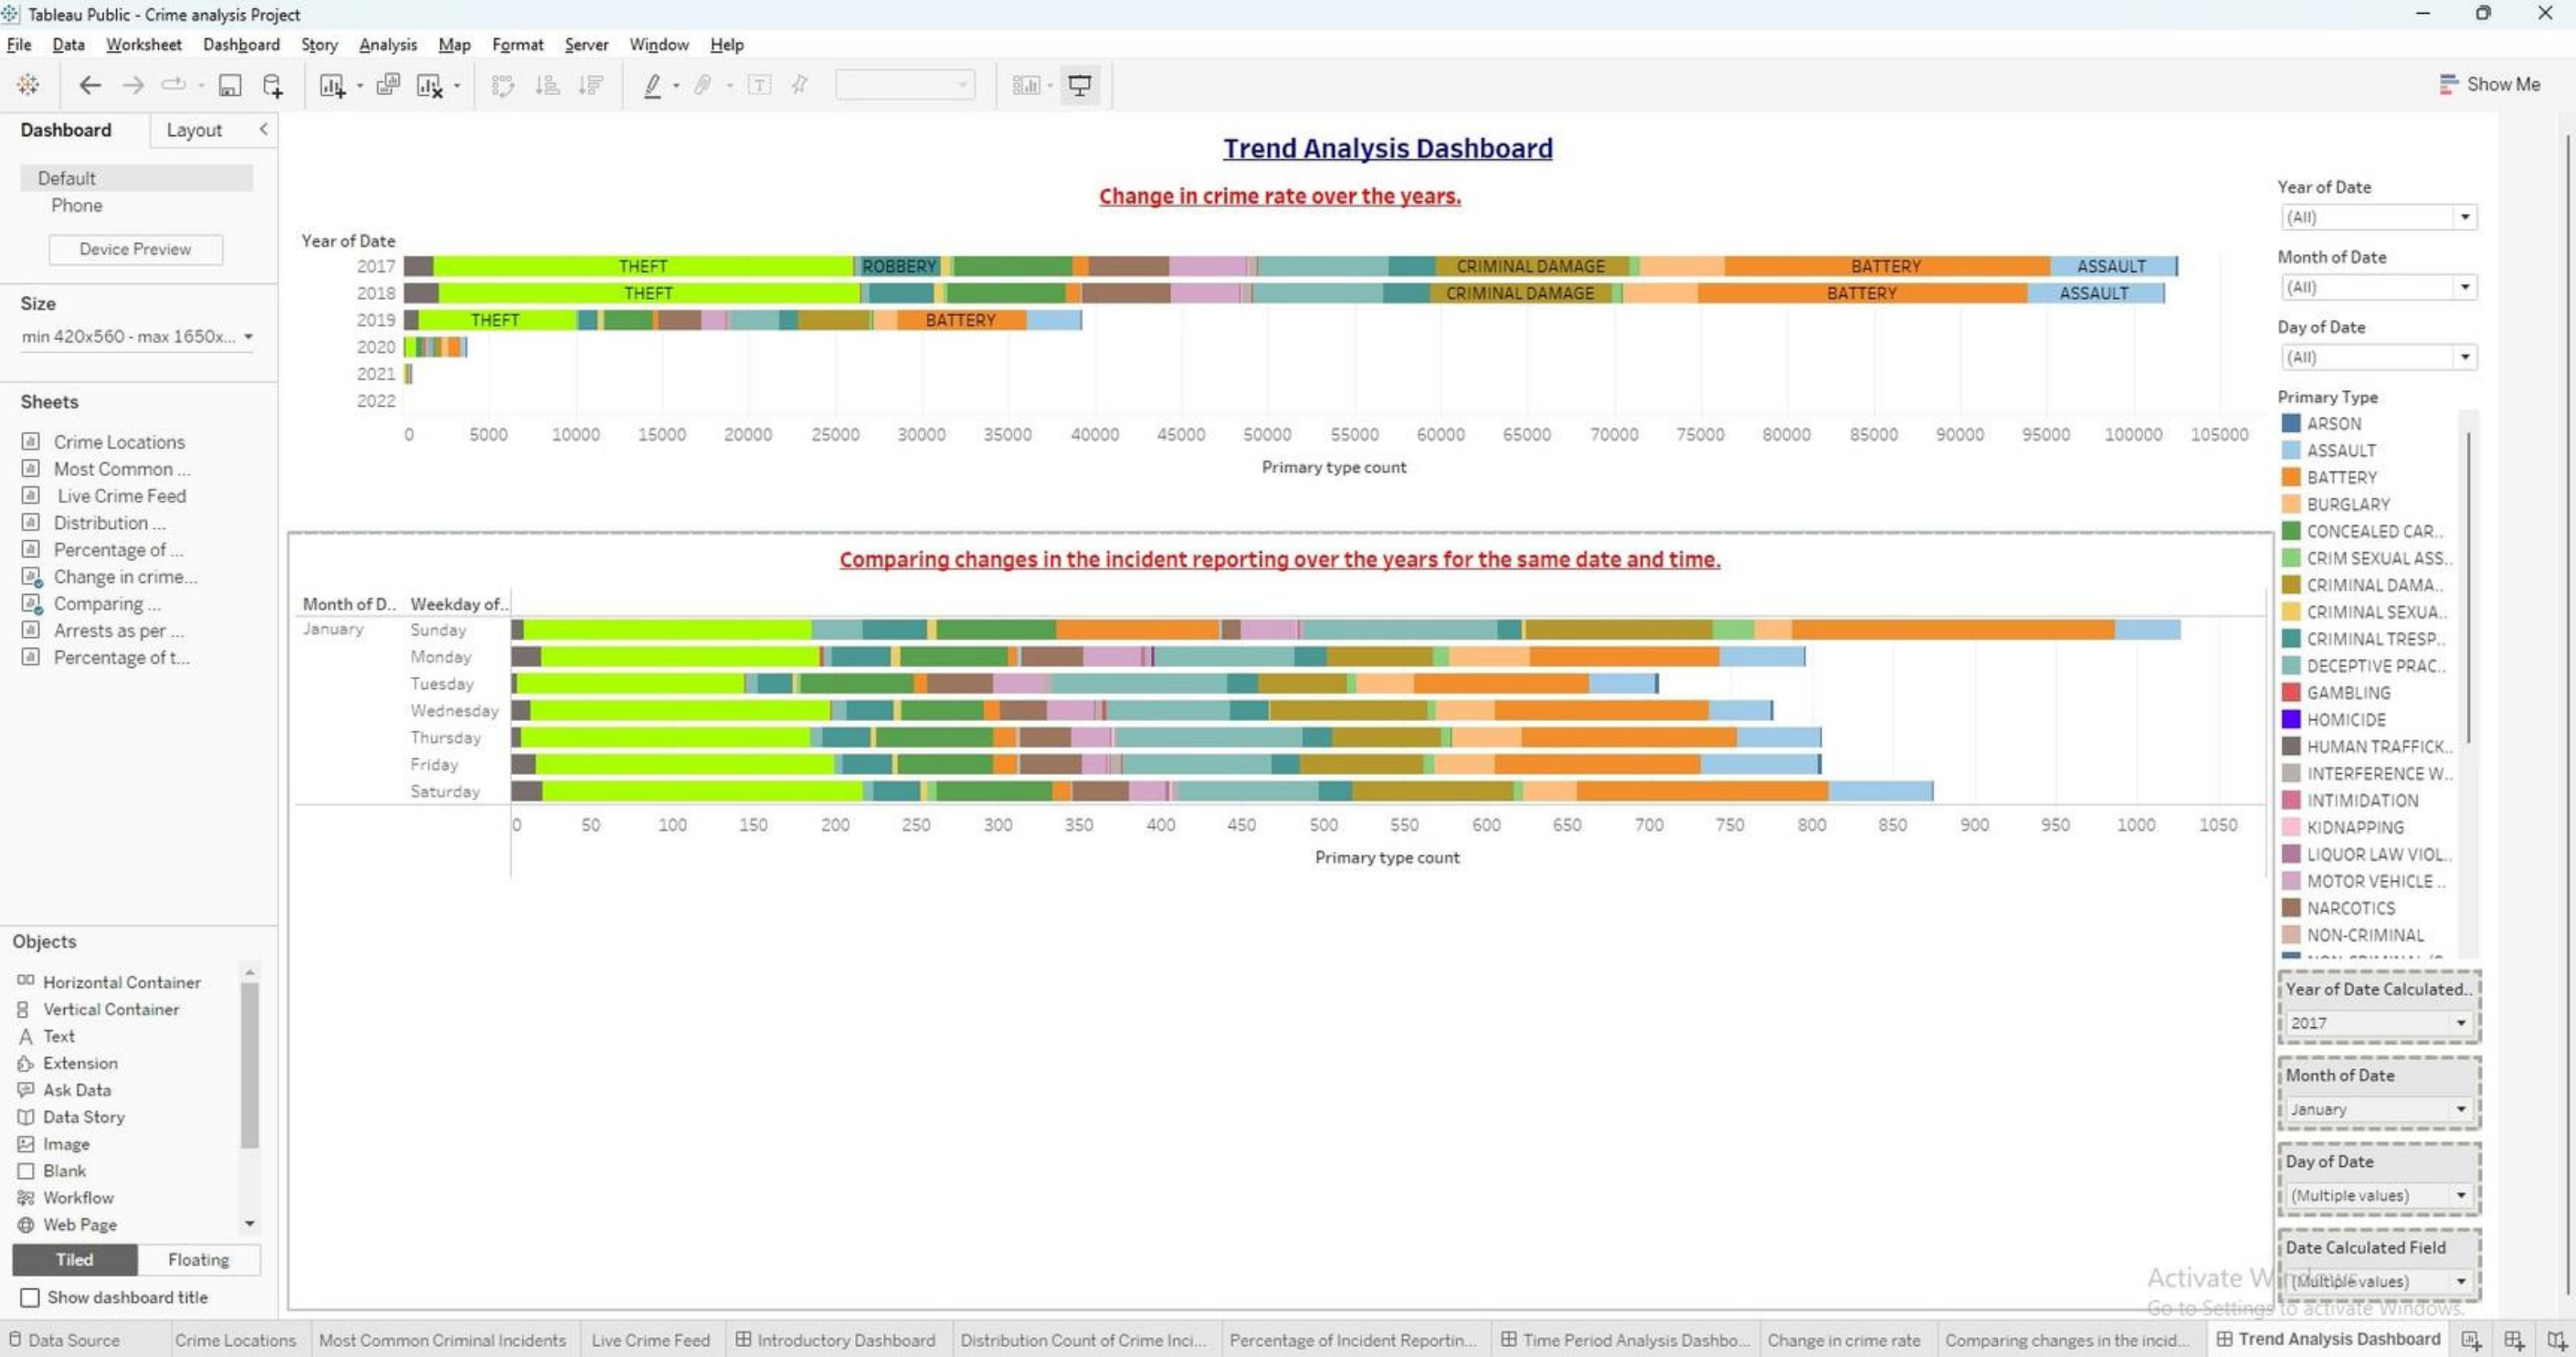 Tableau Public - Crime analysis Project
File Data Worksheet Dashboard Story Analysis Map Format Server Window Help
Show Me
Dashboard Layout
Default
Phone
Device Preview
Size
min 420x560 - max 1650x...
Sheets
Crime Locations
Most Common ...
Live Crime Feed
Distribution ...
Percentage of ...
Change in crime...
Comparing ...
Arrests as per ...
Percentage of t...
Objects
Horizontal Container
Vertical Container
Text
Extension
Ask Data
Data Story
Image
Blank
Workflow
Web Page
Tiled Floating
Show dashboard title
Trend Analysis Dashboard
Change in crime rate over the years.
Year of Date
2017 THEFT ROBBERY CRIMINAL DAMAGE BATTERY ASSAULT
2018 THEFT CRIMINAL DAMAGE BATTERY ASSAULT
2019 THEFT BATTERY
2020
2021
2022
0 5000 10000 15000 20000 25000 30000 35000 40000 45000 50000 55000 60000 65000 70000 75000 80000 85000 90000 95000 100000 105000
Primary type count
Comparing changes in the incident reporting over the years for the same date and time.
Month of D.. Weekday of..
January Sunday
Monday
Tuesday
Wednesday
Thursday
Friday
Saturday
0 50 100 150 200 250 300 350 400 450 500 550 600 650 700 750 800 850 900 950 1000 1050
Primary type count
Year of Date
(All)
Month of Date
(All)
Day of Date
(All)
Primary Type
ARSON
ASSAULT
BATTERY
BURGLARY
CONCEALED CAR..
CRIM SEXUAL ASS..
CRIMINAL DAMA..
CRIMINAL SEXUA..
CRIMINAL TRESP..
DECEPTIVE PRAC..
GAMBLING
HOMICIDE
HUMAN TRAFFICK..
INTERFERENCE W..
INTIMIDATION
KIDNAPPING
LIQUOR LAW VIOL..
MOTOR VEHICLE ..
NARCOTICS
NON-CRIMINAL
Year of Date Calculated..
2017
Month of Date
January
Day of Date
(Multiple values)
Date Calculated Field
(Multiple values)
Activate Windows
Go to Settings to activate Windows.
Data Source Crime Locations Most Common Criminal Incidents Live Crime Feed Introductory Dashboard Distribution Count of Crime Inci... Percentage of Incident Reportin... Time Period Analysis Dashbo... Change in crime rate Comparing changes in the incid... Trend Analysis Dashboard